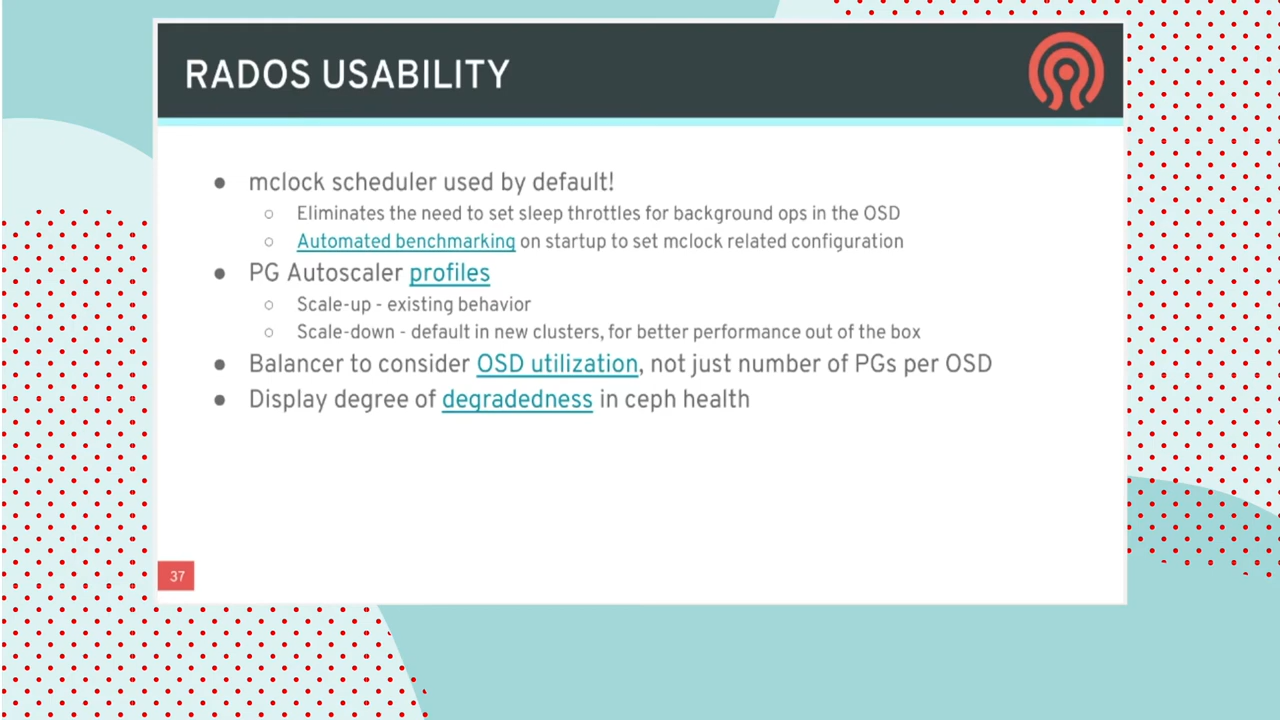 RADOS USABILITY
● mclock scheduler used by default!
○ Eliminates the need to set sleep throttles for background ops in the OSD
○ Automated benchmarking on startup to set mclock related configuration
● PG Autoscaler profiles
○ Scale-up - existing behavior
○ Scale-down - default in new clusters, for better performance out of the box
● Balancer to consider OSD utilization, not just number of PGs per OSD
● Display degree of degradedness in ceph health
37